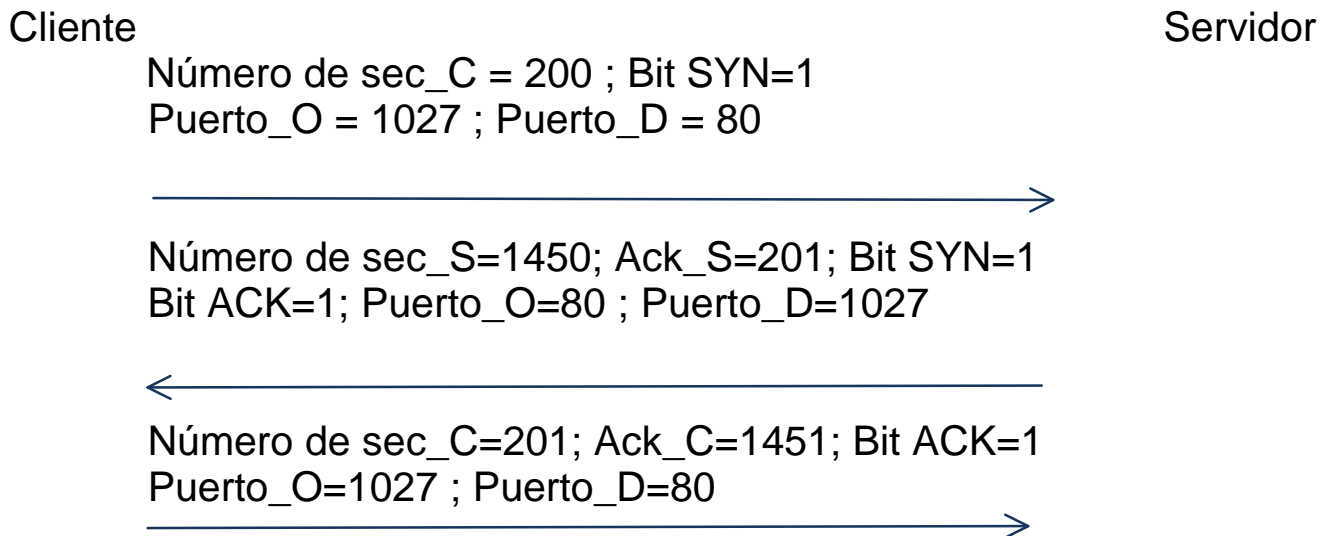 Cliente Servidor
Número de sec_C = 200 ; Bit SYN=1
Puerto_O = 1027 ; Puerto_D = 80
Número de sec_S=1450; Ack_S=201; Bit SYN=1
Bit ACK=1; Puerto_O=80 ; Puerto_D=1027
Número de sec_C=201; Ack_C=1451; Bit ACK=1
Puerto_O=1027 ; Puerto_D=80